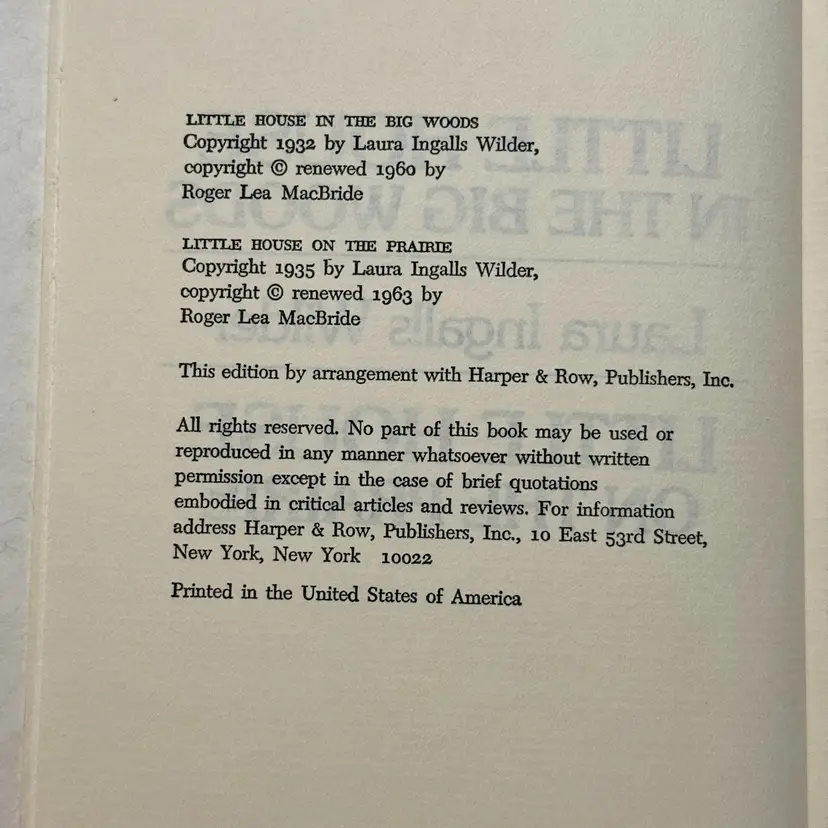 LITTLE HOUSE IN THE BIG WOODS
Copyright 1932 by Laura Ingalls Wilder,
copyright © renewed 1960 by
Roger Lea MacBride
LITTLE HOUSE ON THE PRAIRIE
Copyright 1935 by Laura Ingalls Wilder,
copyright © renewed 1963 by
Roger Lea MacBride
This edition by arrangement with Harper & Row, Publishers, Inc.
All rights reserved. No part of this book may be used or
reproduced in any manner whatsoever without written
permission except in the case of brief quotations
embodied in critical articles and reviews. For information
address Harper & Row, Publishers, Inc., 10 East 53rd Street,
New York, New York 10022
Printed in the United States of America